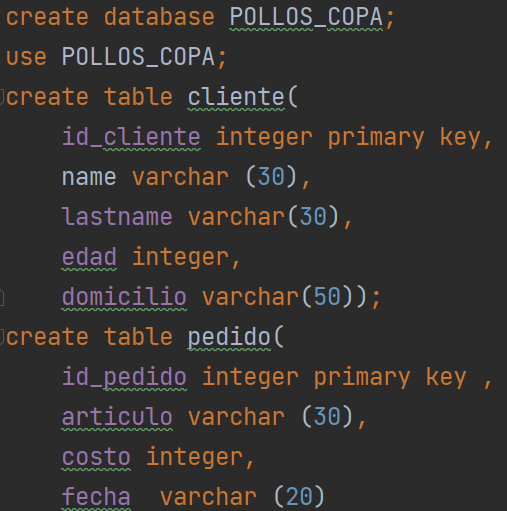 create database POLLOS_COPA;
use POLLOS_COPA;
create table cliente(
id_cliente integer primary key,
name varchar (30),
lastname varchar(30),
edad integer,
domicilio varchar(50));
create table pedido(
id_pedido integer primary key ,
articulo varchar (30),
costo integer,
fecha  varchar (20)